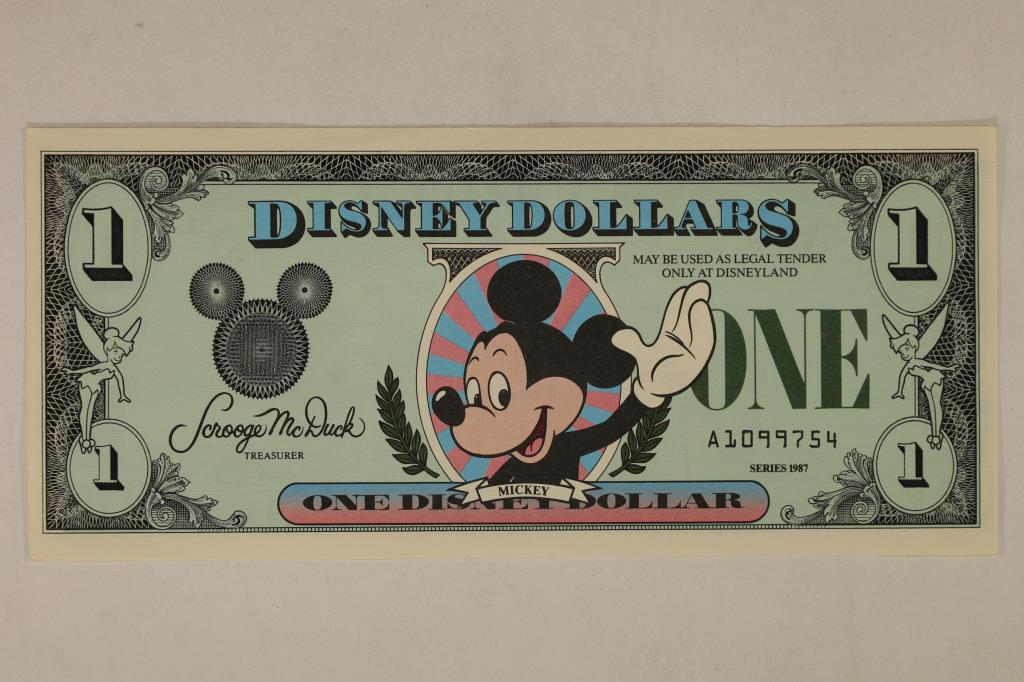 1
DISNEY DOLLARS
1
MAY BE USED AS LEGAL TENDER
ONLY AT DISNEYLAND
ONE
Scrooge McDuck
TREASURER
A1099754
SERIES 1987
1
MICKEY
1
ONE DISNEY DOLLAR